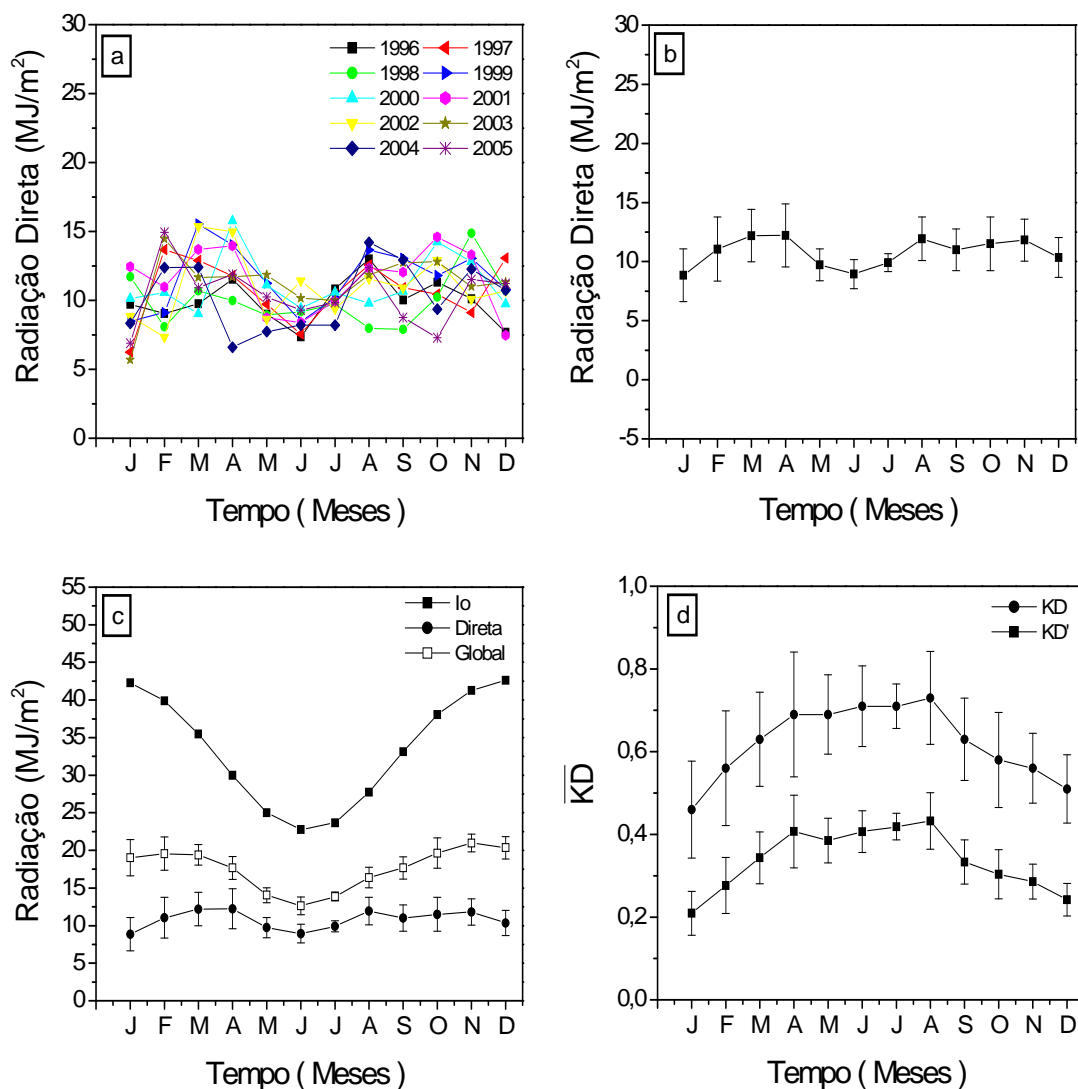 a
Radiação Direta (MJ/m²)
30
25
20
15
10
5
0
1996 1997
1998 1999
2000 2001
2002 2003
2004 2005
J F M A M J J A S O N D
Tempo ( Meses )
b
Radiação Direta (MJ/m²)
30
25
20
15
10
5
0
-5
J F M A M J J A S O N D
Tempo ( Meses )
c
Radiação (MJ/m²)
55
50
45
40
35
30
25
20
15
10
5
0
Io
Direta
Global
J F M A M J J A S O N D
Tempo ( Meses )
d
KD
1,0
0,8
0,6
0,4
0,2
0,0
KD
KD'
J F M A M J J A S O N D
Tempo ( Meses )